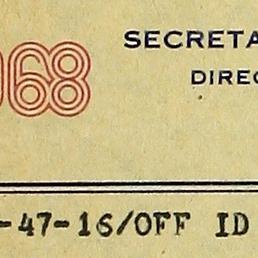 68
SECRETA
DIREC
-47-16/OFF ID